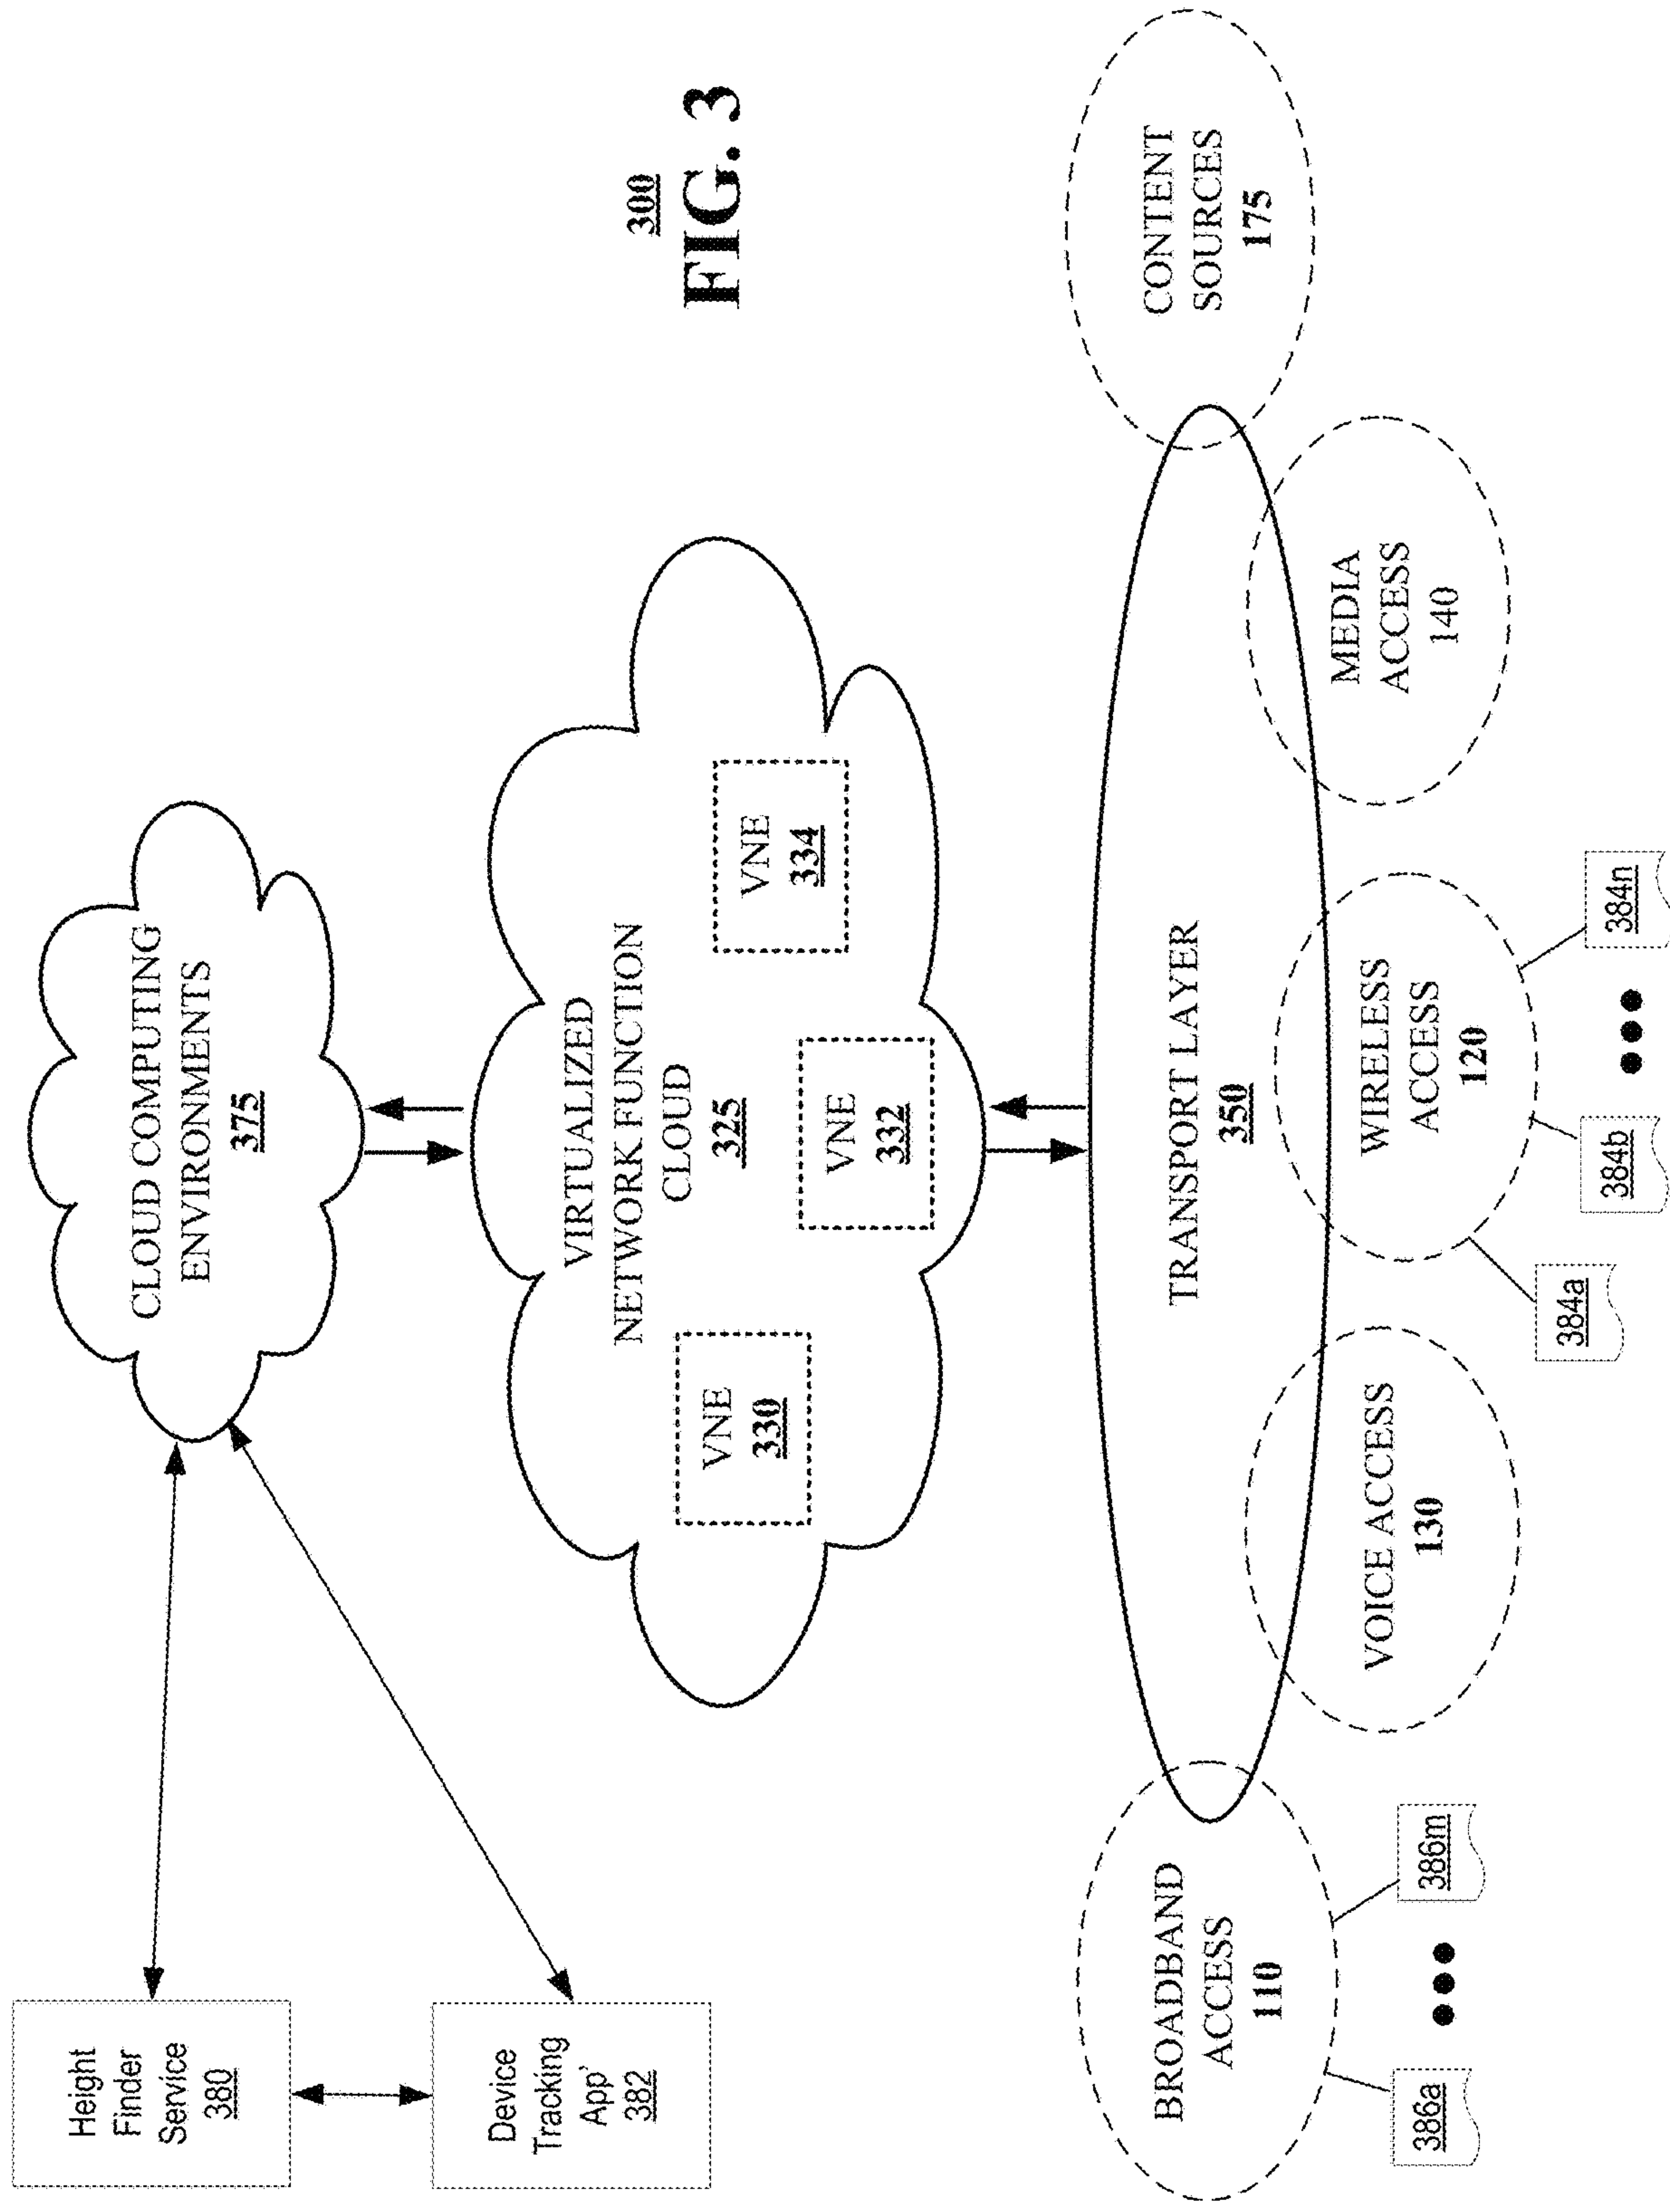 Height
Finder
Service
380
Device
Tracking
App'
382
CLOUD COMPUTING
ENVIRONMENTS
375
VIRTUALIZED
NETWORK FUNCTION
CLOUD
325
VNE
330
VNE
332
VNE
334
300
FIG. 3
TRANSPORT LAYER
350
BROADBAND
ACCESS
110
VOICE ACCESS
130
WIRELESS
ACCESS
120
MEDIA
ACCESS
140
CONTENT
SOURCES
175
386a
386m
384a
384b
384n